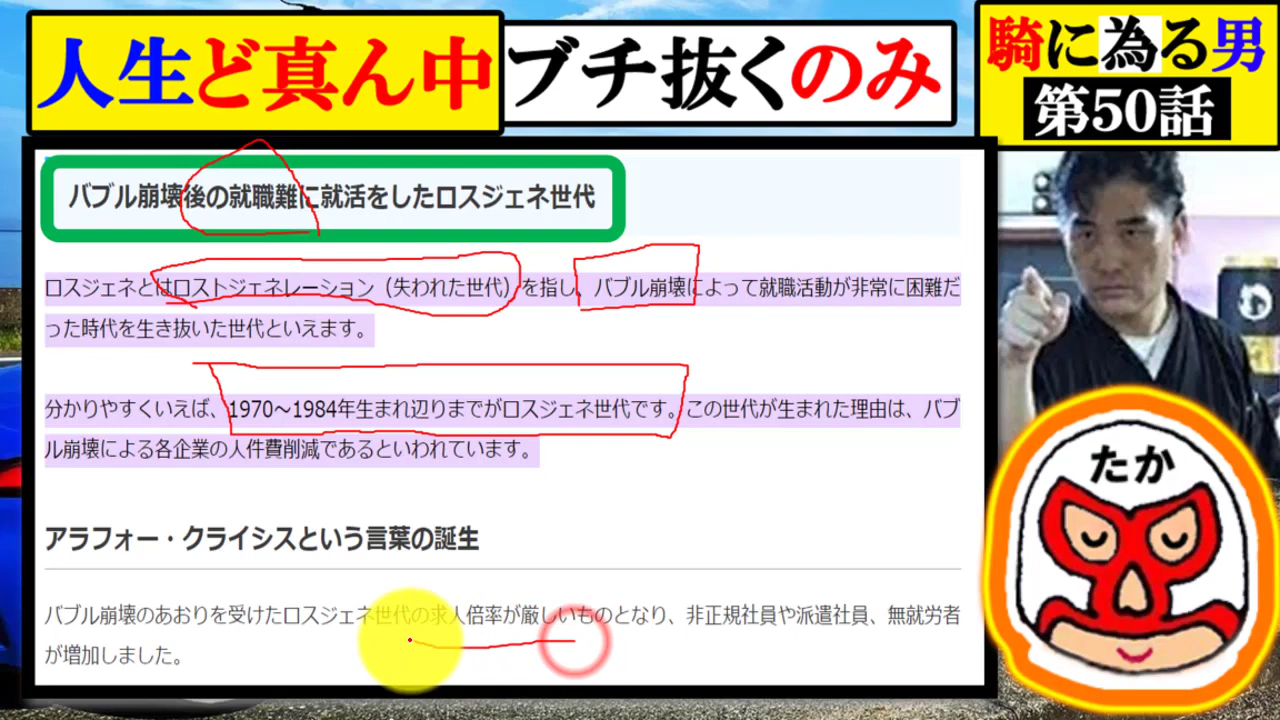 人生ど真ん中ブチ抜くのみ
騎に為る男
第50話
バブル崩壊後の就職難に就活をしたロスジェネ世代
ロスジェネとはロストジェネレーション（失われた世代）を指し、バブル崩壊によって就職活動が非常に困難だ
った時代を生き抜いた世代といえます。
分かりやすくいえば、1970～1984年生まれ辺りまでがロスジェネ世代です。この世代が生まれた理由は、バブ
ル崩壊による各企業の人件費削減であるといわれています。
アラフォー・クライシスという言葉の誕生
バブル崩壊のあおりを受けたロスジェネ世代の求人倍率が厳しいものとなり、非正規社員や派遣社員、無就労者
が増加しました。
たか